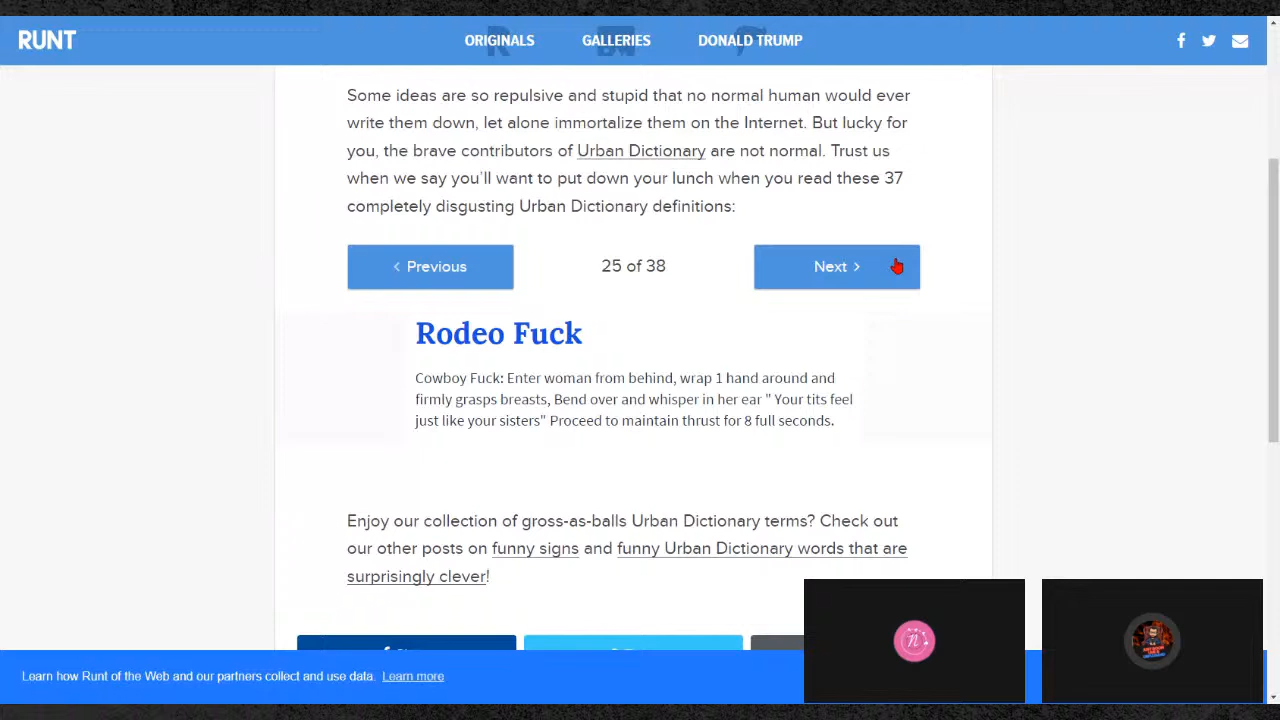 RUNT
ORIGINALS
GALLERIES
DONALD TRUMP
Some ideas are so repulsive and stupid that no normal human would ever
write them down, let alone immortalize them on the Internet. But lucky for
you, the brave contributors of Urban Dictionary are not normal. Trust us
when we say you'll want to put down your lunch when you read these 37
completely disgusting Urban Dictionary definitions:
Previous
25 of 38
Next
Rodeo Fuck
Cowboy Fuck: Enter woman from behind, wrap 1 hand around and
firmly grasps breasts, Bend over and whisper in her ear " Your tits feel
just like your sisters" Proceed to maintain thrust for 8 full seconds.
Enjoy our collection of gross-as-balls Urban Dictionary terms? Check out
our other posts on funny signs and funny Urban Dictionary words that are
surprisingly clever!
Learn how Runt of the Web and our partners collect and use data. Learn more